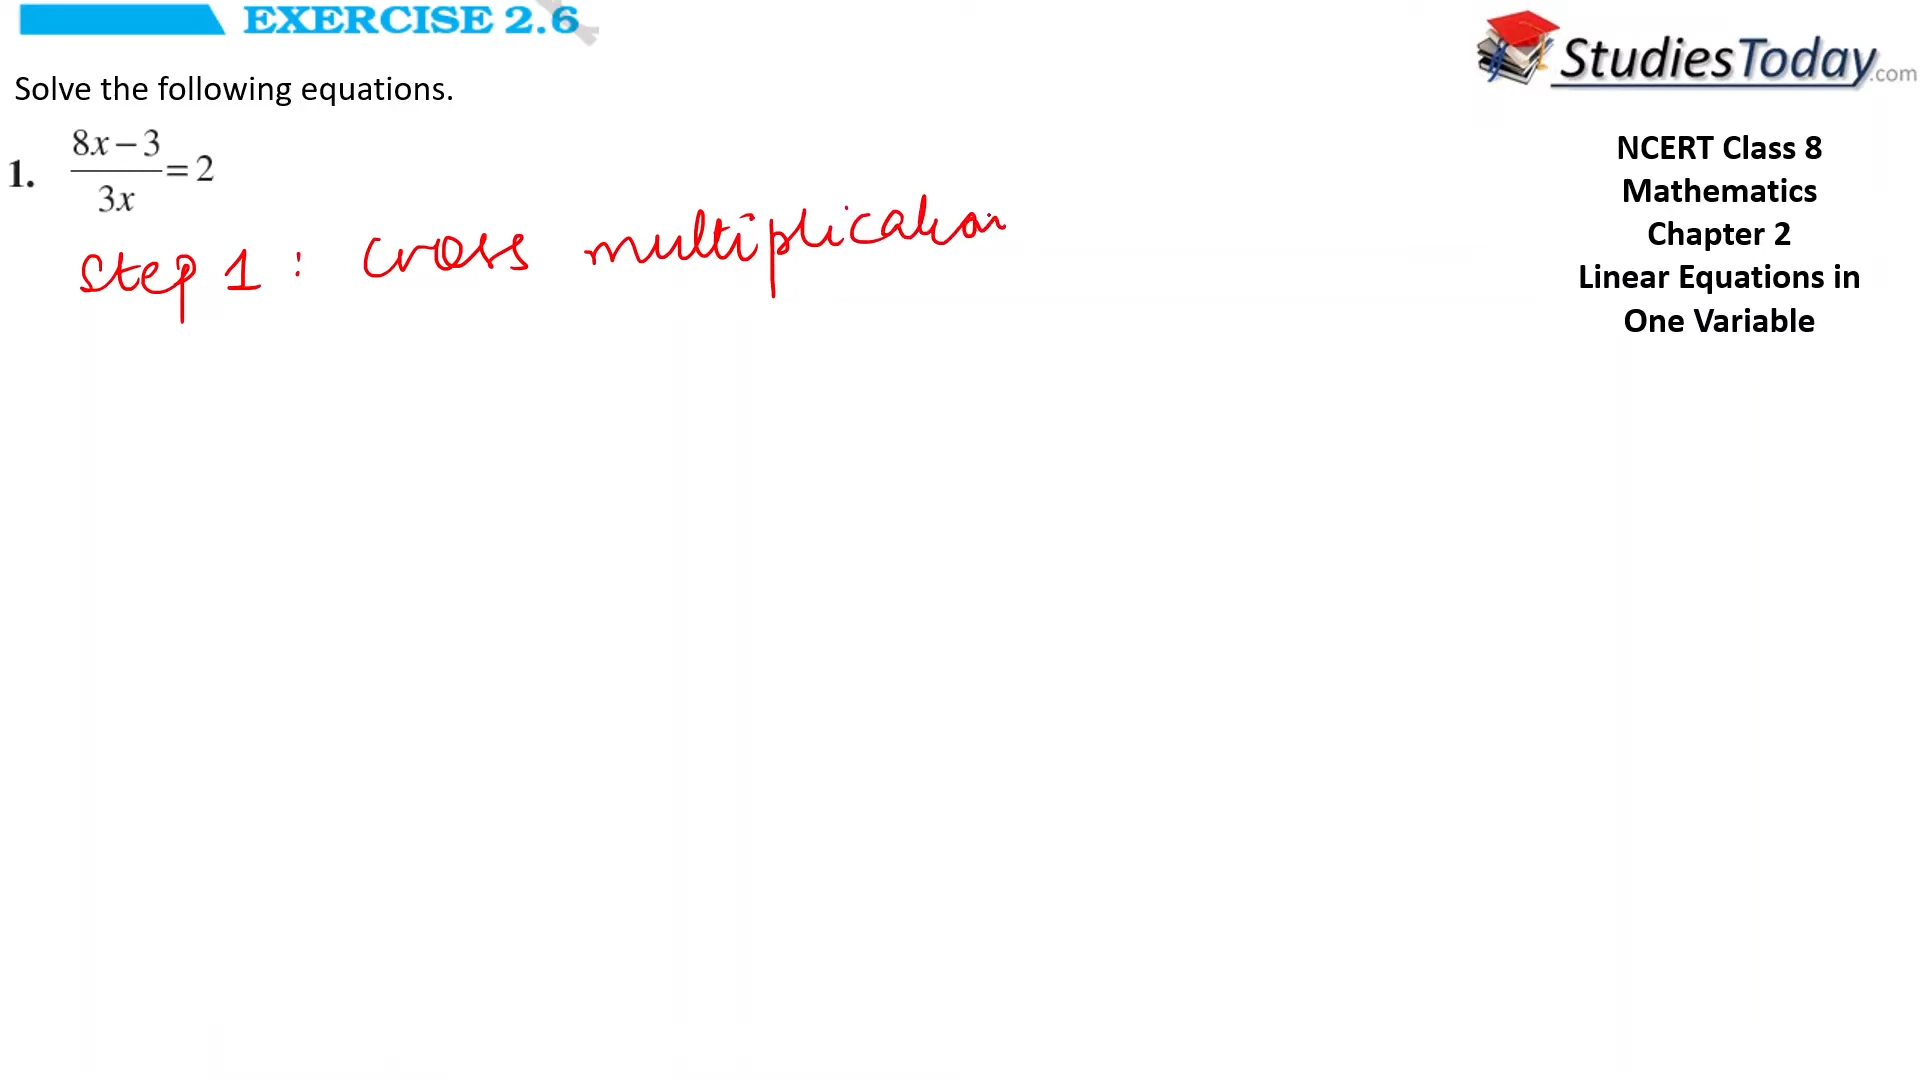 EXERCISE 2.6
StudiesToday.com
Solve the following equations.
1. (8x – 3)/3x = 2
Step 1 : cross multiplication
NCERT Class 8
Mathematics
Chapter 2
Linear Equations in
One Variable